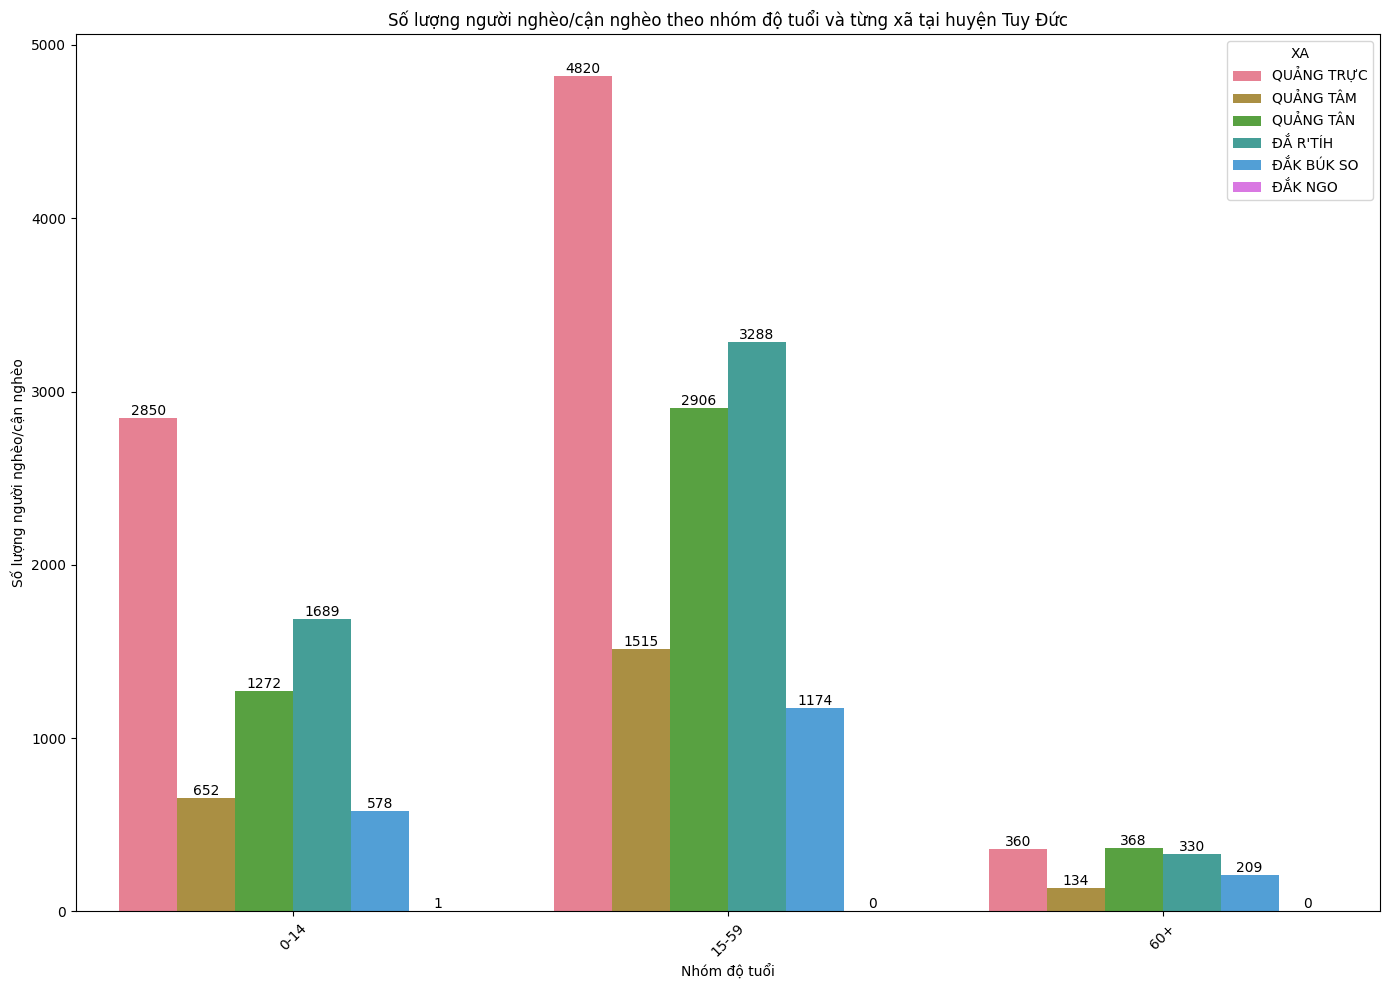 Số lượng người nghèo/cận nghèo theo nhóm độ tuổi và từng xã tại huyện Tuy Đức
XA
QUẢNG TRỰC
QUẢNG TÂM
QUẢNG TÂN
ĐẮ R'TÍH
ĐẮK BÚK SO
ĐẮK NGO
Số lượng người nghèo/cận nghèo
5000
4000
3000
2000
1000
0
2850
652
1272
1689
578
1
4820
1515
2906
3288
1174
0
360
134
368
330
209
0
0-14
15-59
60+
Nhóm độ tuổi